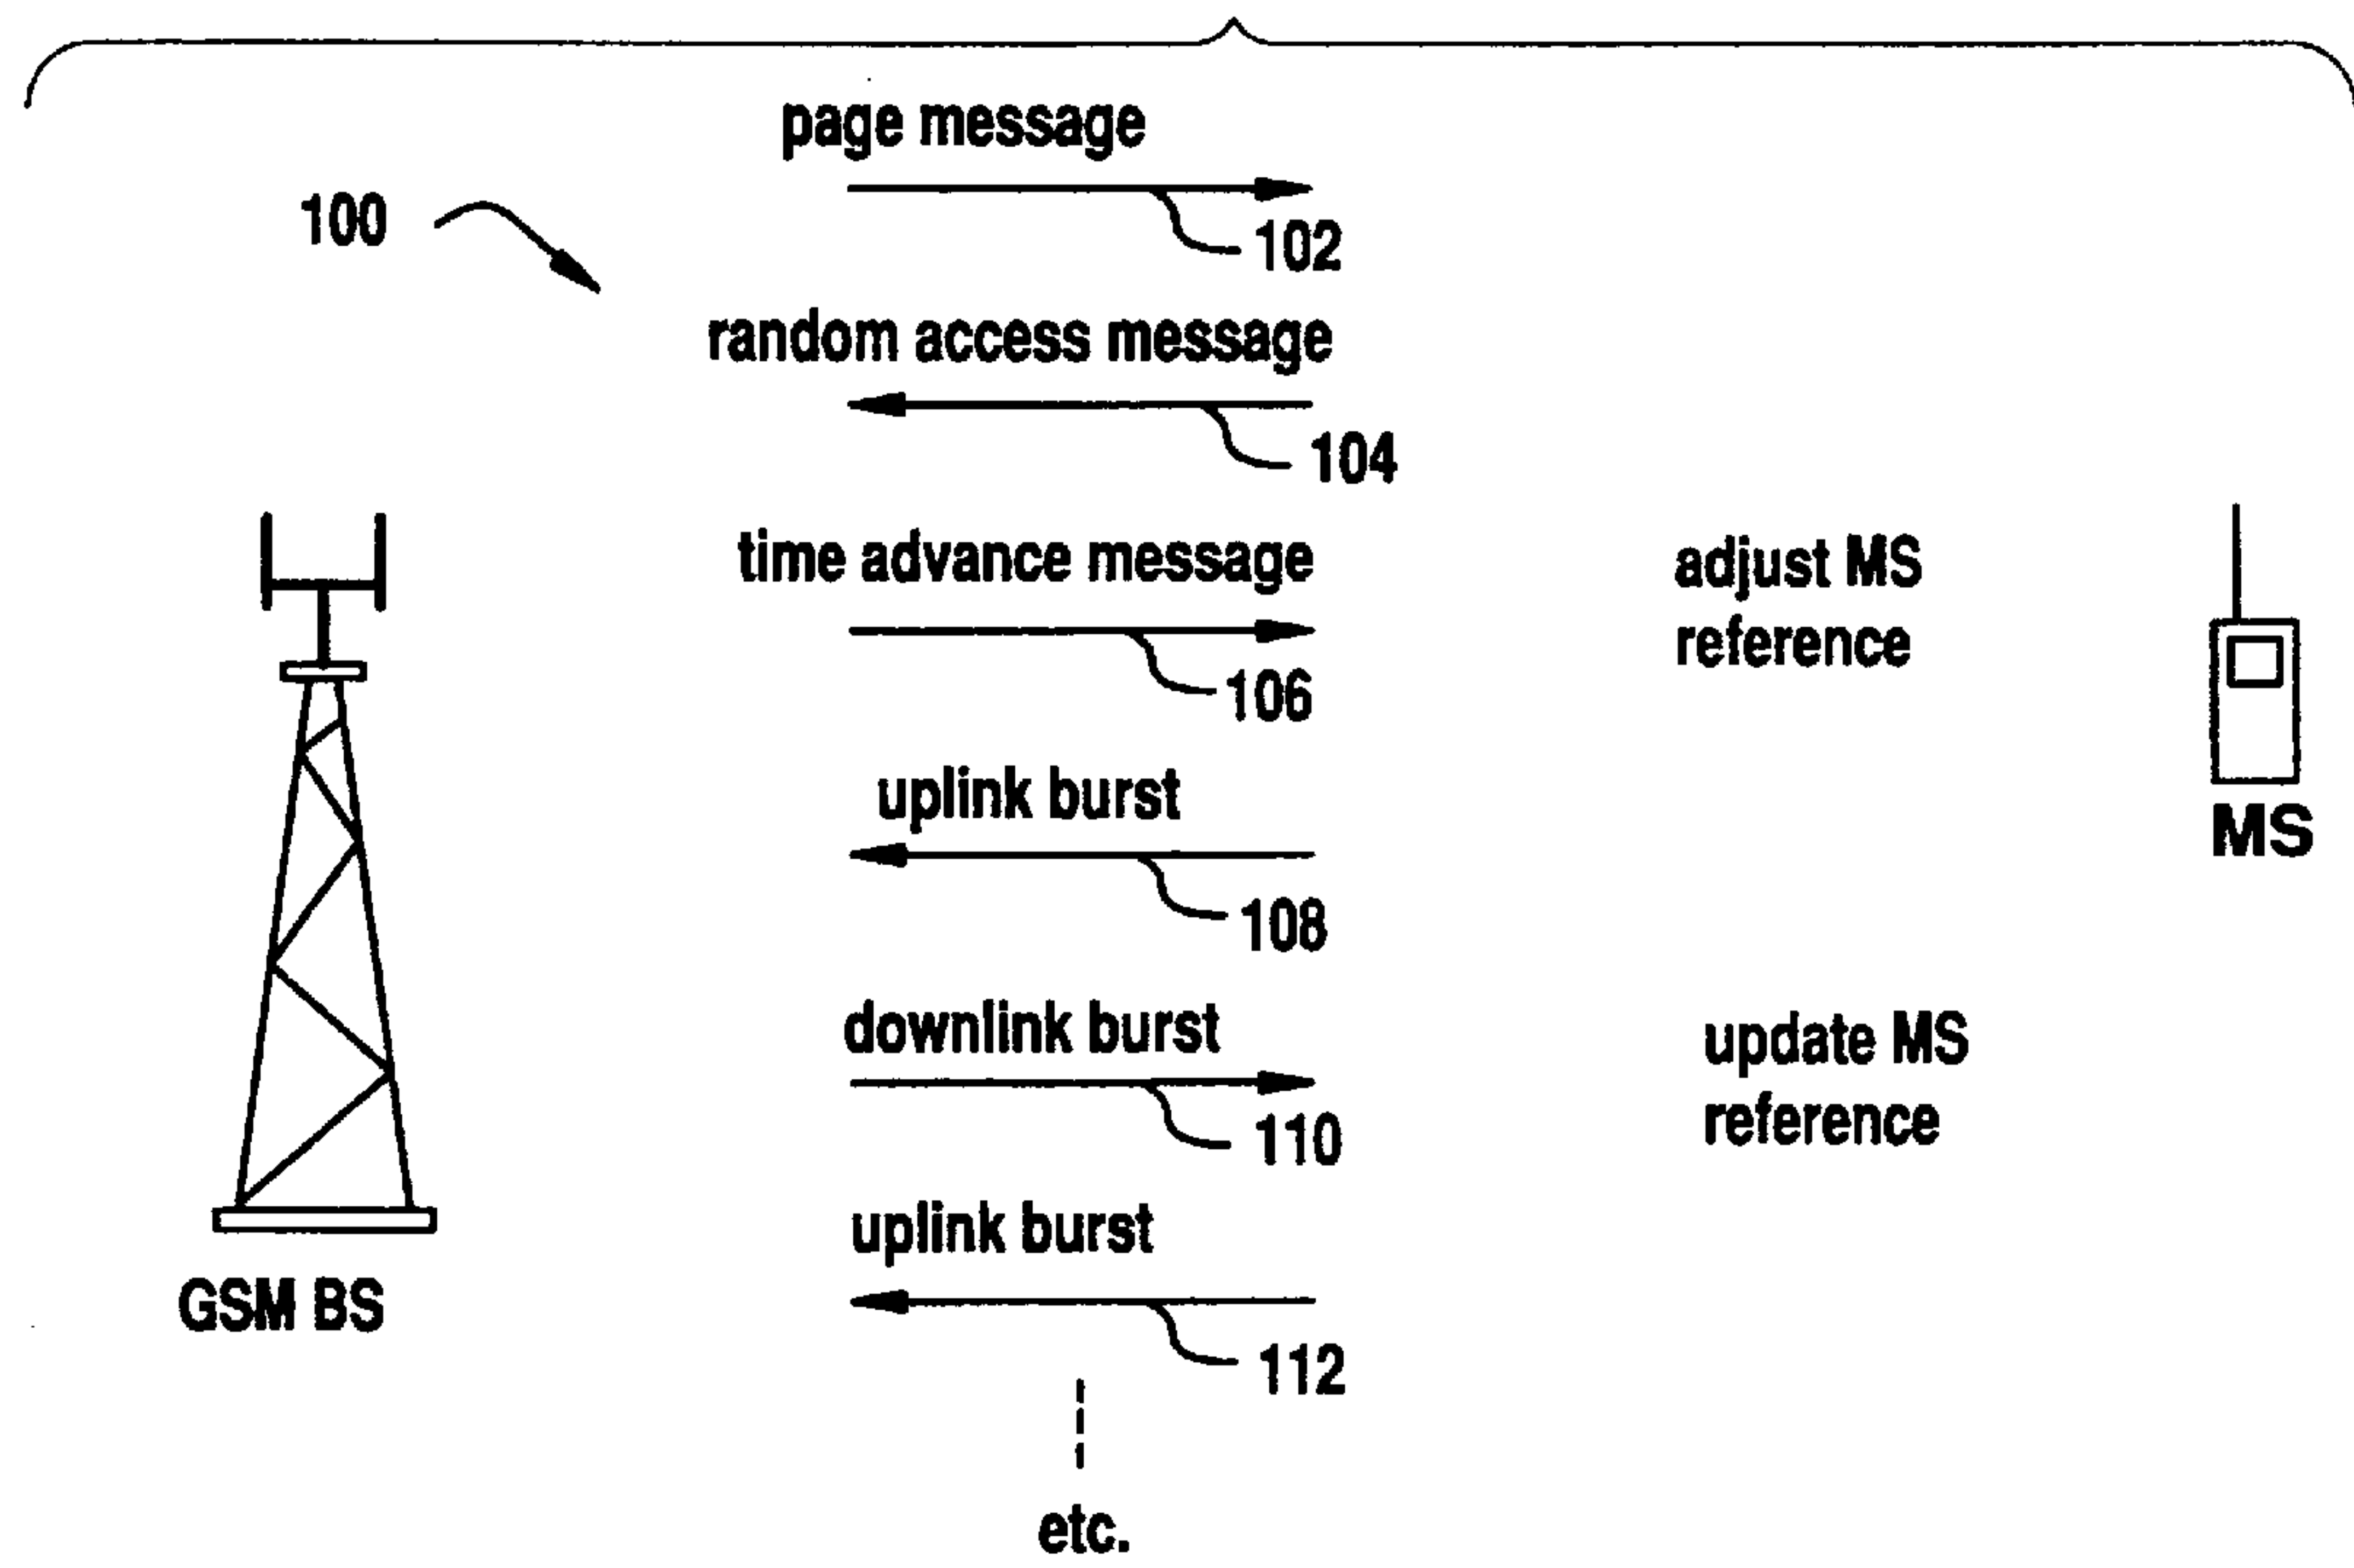 page message
100
102
random access message
104
time advance message
adjust MS
reference
106
uplink burst
MS
108
downlink burst
update MS
reference
110
uplink burst
GSM BS
112
etc.